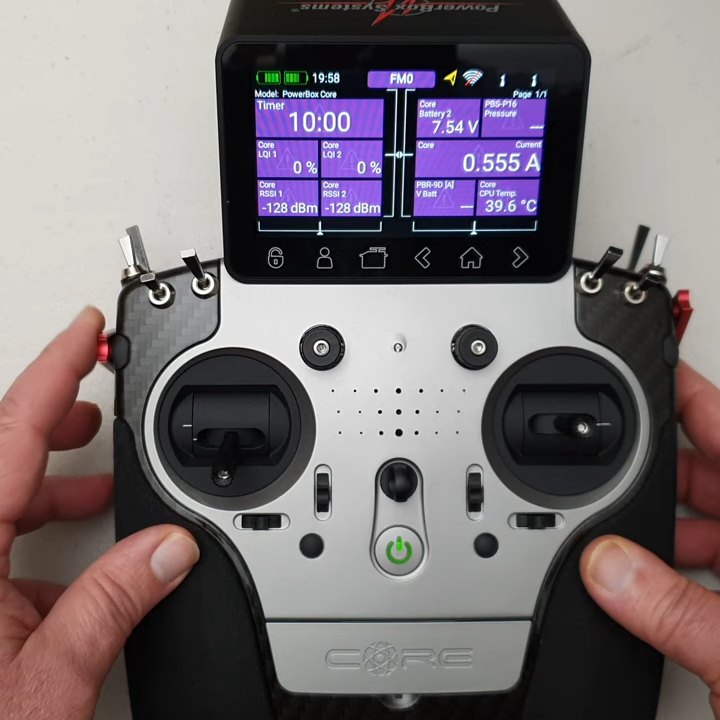 PowerBox Systems®
19:58 FM0
Model: PowerBox Core Page 1/1
Timer
10:00
Core
LQI 1
0 %
Core
LQI 2
0 %
Core
RSSI 1
-128 dBm
Core
RSSI 2
-128 dBm
Core
Battery 2
7.54 V
PBS-P16
Pressure
Core Current
0.555 A
PBR-9D [A]
V Batt
Core
CPU Temp.
39.6 °C
CORE